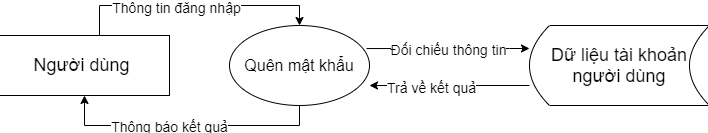 Thông tin đăng nhập
Người dùng
Quên mật khẩu
Đối chiếu thông tin
Trả về kết quả
Dữ liệu tài khoản
người dùng
Thông báo kết quả